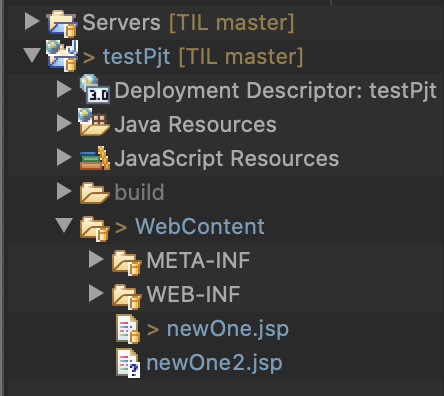 Servers [TIL master]
> testPjt [TIL master]
3.0 Deployment Descriptor: testPjt
Java Resources
JavaScript Resources
build
> WebContent
META-INF
WEB-INF
> newOne.jsp
newOne2.jsp